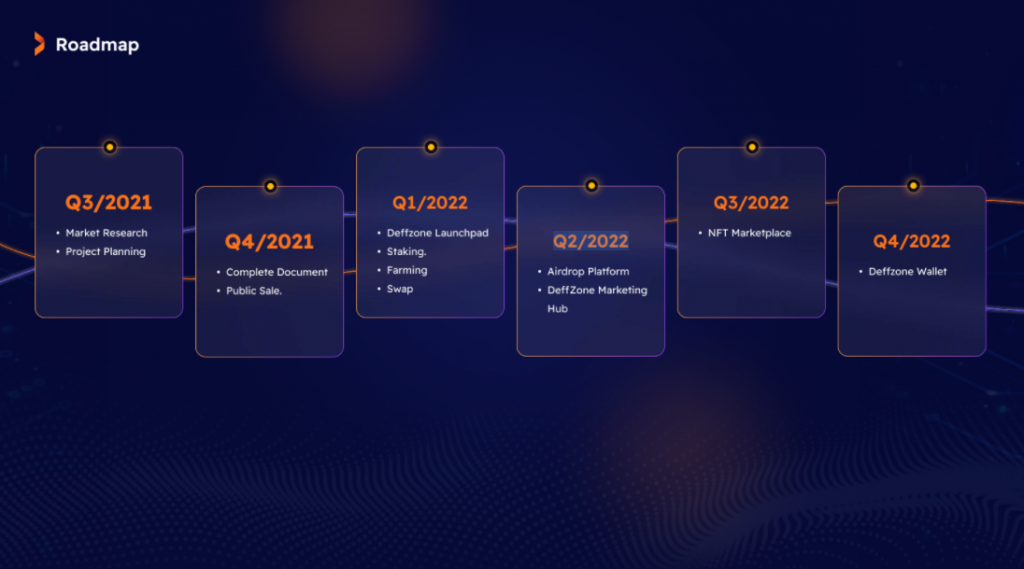 Roadmap
Q3/2021
• Market Research
• Project Planning
Q4/2021
• Complete Document
• Public Sale.
Q1/2022
• Deffzone Launchpad
• Staking.
• Farming
• Swap
Q2/2022
• Airdrop Platform
• DeffZone Marketing
Hub
Q3/2022
• NFT Marketplace
Q4/2022
• Deffzone Wallet